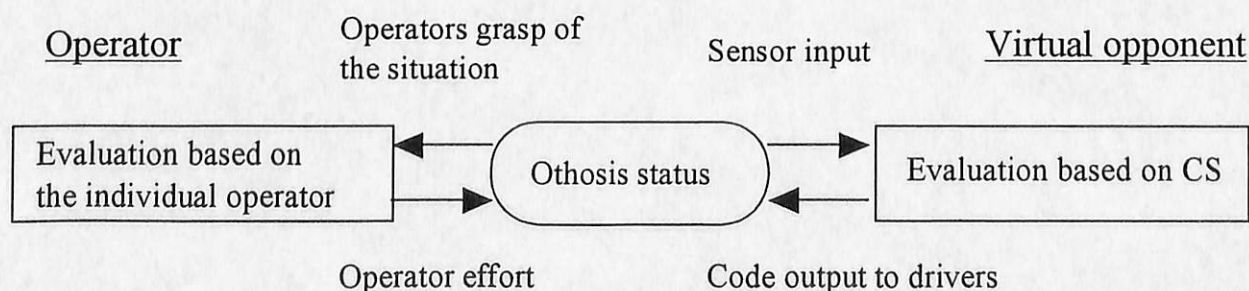 Operator
Operators grasp of
the situation
Sensor input
Virtual opponent
Evaluation based on
the individual operator
Othosis status
Evaluation based on CS
Operator effort
Code output to drivers